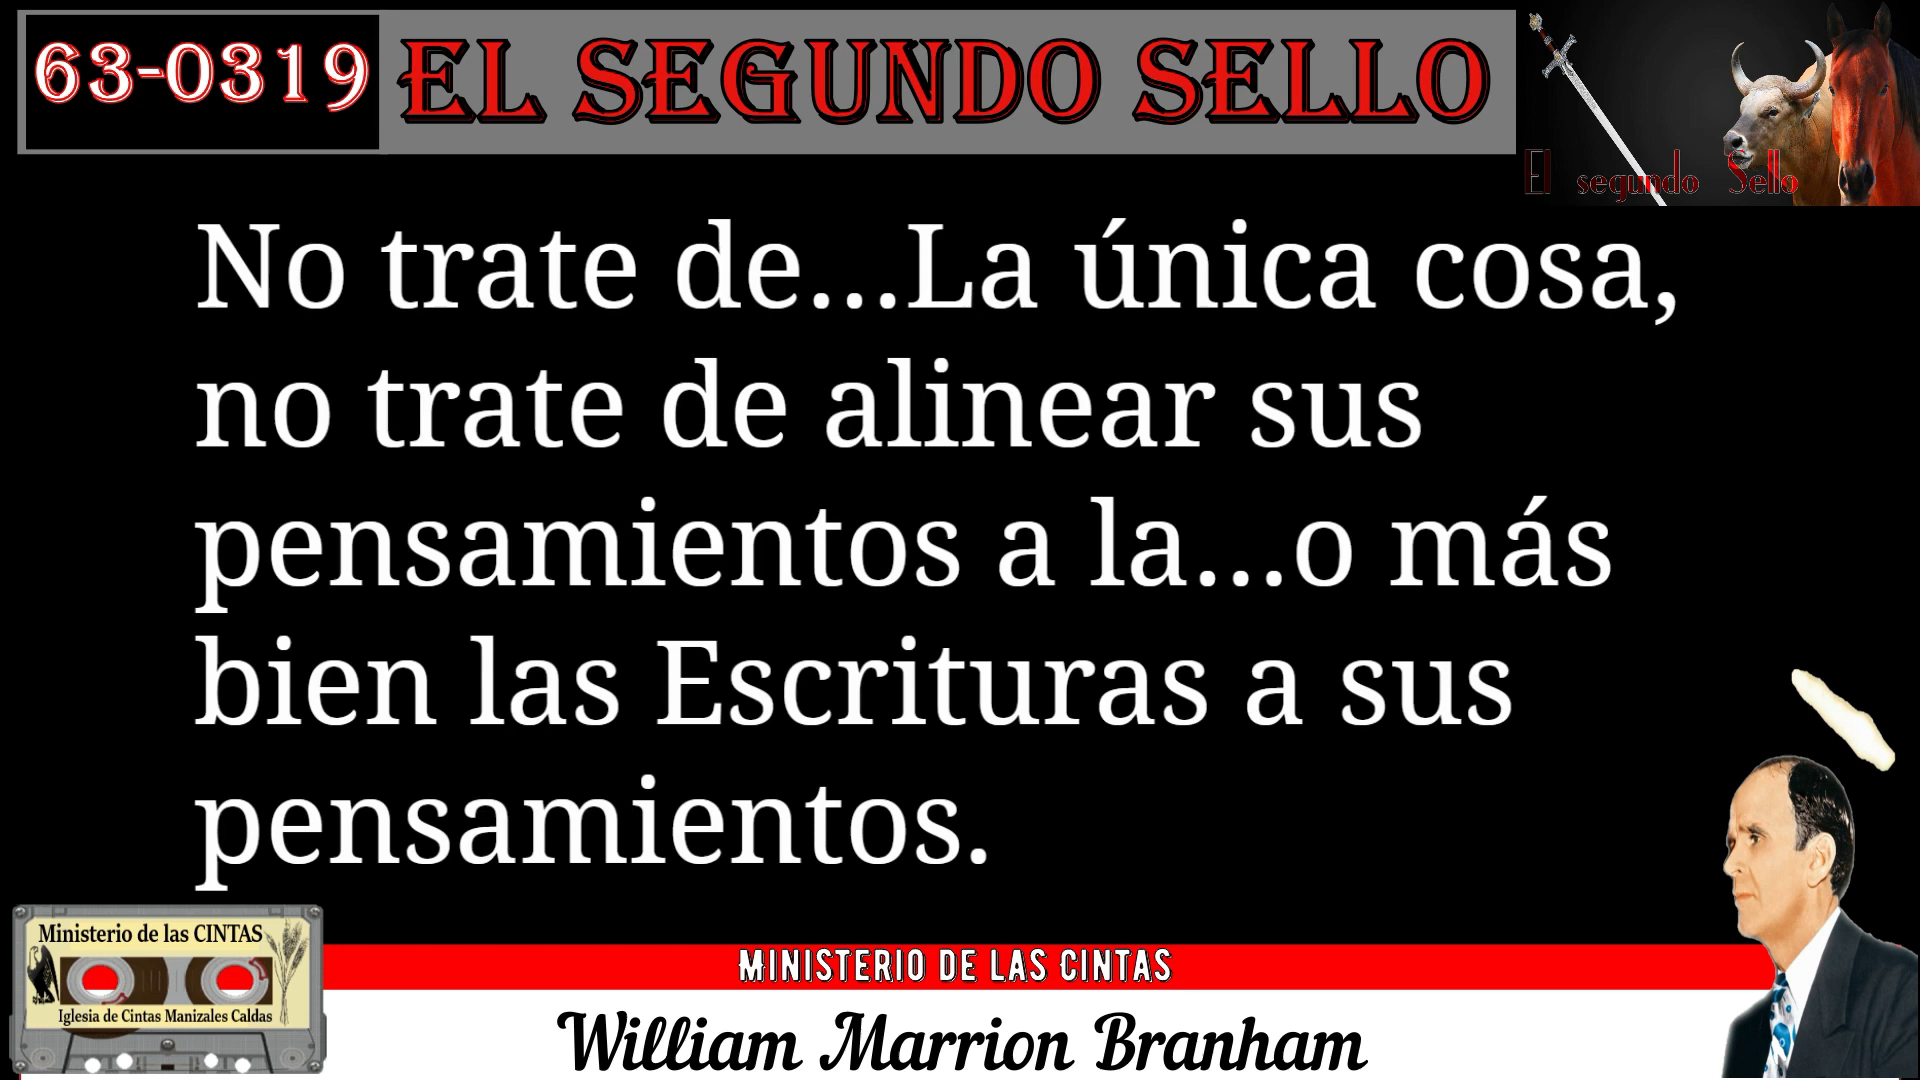 63-0319 EL SEGUNDO SELLO
El segundo Sello
No trate de...La única cosa,
no trate de alinear sus
pensamientos a la...o más
bien las Escrituras a sus
pensamientos.
Ministerio de las CINTAS
Iglesia de Cintas Manizales Caldas
MINISTERIO DE LAS CINTAS
William Marrion Branham